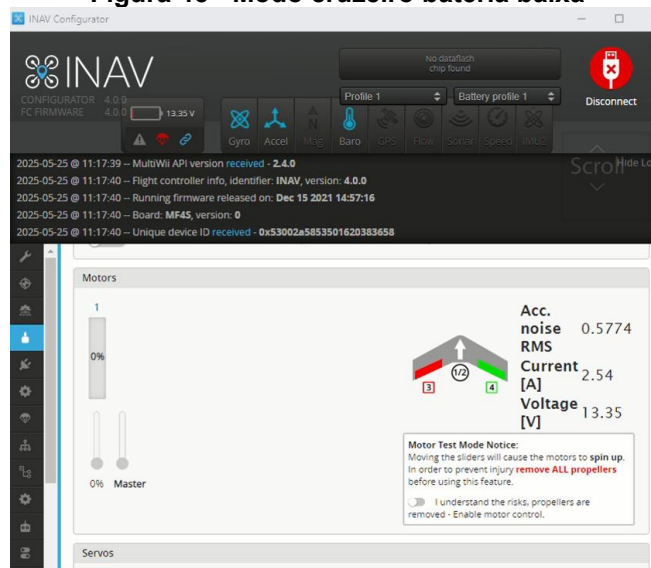 Figura 48 - Modo cruzeiro bateria baixa
INAV Configurator
INAV
CONFIGURATOR 4.0.0
FC FIRMWARE 4.0.0
13.35 V
No dataflash
chip found
Profile 1
Battery profile 1
Disconnect
Gyro Accel Mag Baro GPS Flow Sonar Speed IMU2
Scroll
Hide Lo
2025-05-25 @ 11:17:39 -- MultiWii API version received - 2.4.0
2025-05-25 @ 11:17:40 -- Flight controller info, identifier: INAV, version: 4.0.0
2025-05-25 @ 11:17:40 -- Running firmware released on: Dec 15 2021 14:57:16
2025-05-25 @ 11:17:40 -- Board: MF4S, version: 0
2025-05-25 @ 11:17:40 -- Unique device ID received - 0x53002a5853501620383658
Motors
1
0%
0% Master
1/2
3
4
Acc.
noise 0.5774
RMS
Current
[A] 2.54
Voltage
[V] 13.35
Motor Test Mode Notice:
Moving the sliders will cause the motors to spin up.
In order to prevent injury remove ALL propellers
before using this feature.
I understand the risks, propellers are
removed - Enable motor control.
Servos